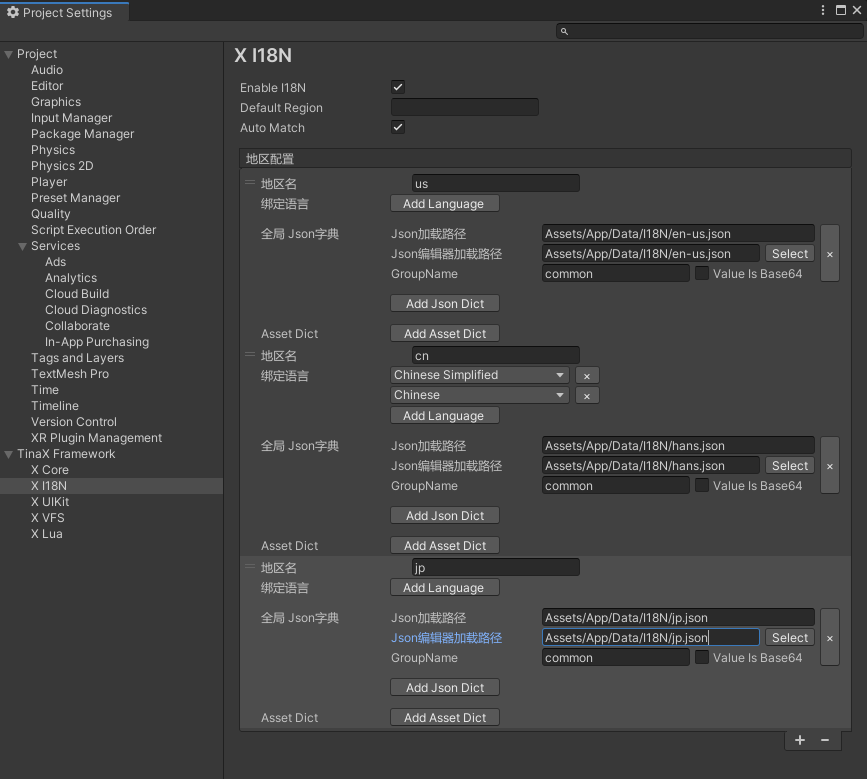 Project Settings
Project
Audio
Editor
Graphics
Input Manager
Package Manager
Physics
Physics 2D
Player
Preset Manager
Quality
Script Execution Order
Services
Ads
Analytics
Cloud Build
Cloud Diagnostics
Collaborate
In-App Purchasing
Tags and Layers
TextMesh Pro
Time
Timeline
Version Control
XR Plugin Management
TinaX Framework
X Core
X I18N
X UIKit
X VFS
X Lua
X I18N
Enable I18N
Default Region
Auto Match
地区配置
地区名 us
绑定语言 Add Language
全局 Json字典 Json加载路径 Assets/App/Data/I18N/en-us.json
Json编辑器加载路径 Assets/App/Data/I18N/en-us.json Select ×
GroupName common Value Is Base64
Add Json Dict
Asset Dict Add Asset Dict
地区名 cn
绑定语言 Chinese Simplified ×
Chinese ×
Add Language
全局 Json字典 Json加载路径 Assets/App/Data/I18N/hans.json
Json编辑器加载路径 Assets/App/Data/I18N/hans.json Select ×
GroupName common Value Is Base64
Add Json Dict
Asset Dict Add Asset Dict
地区名 jp
绑定语言 Add Language
全局 Json字典 Json加载路径 Assets/App/Data/I18N/jp.json
Json编辑器加载路径 Assets/App/Data/I18N/jp.json Select ×
GroupName common Value Is Base64
Add Json Dict
Asset Dict Add Asset Dict
+ −